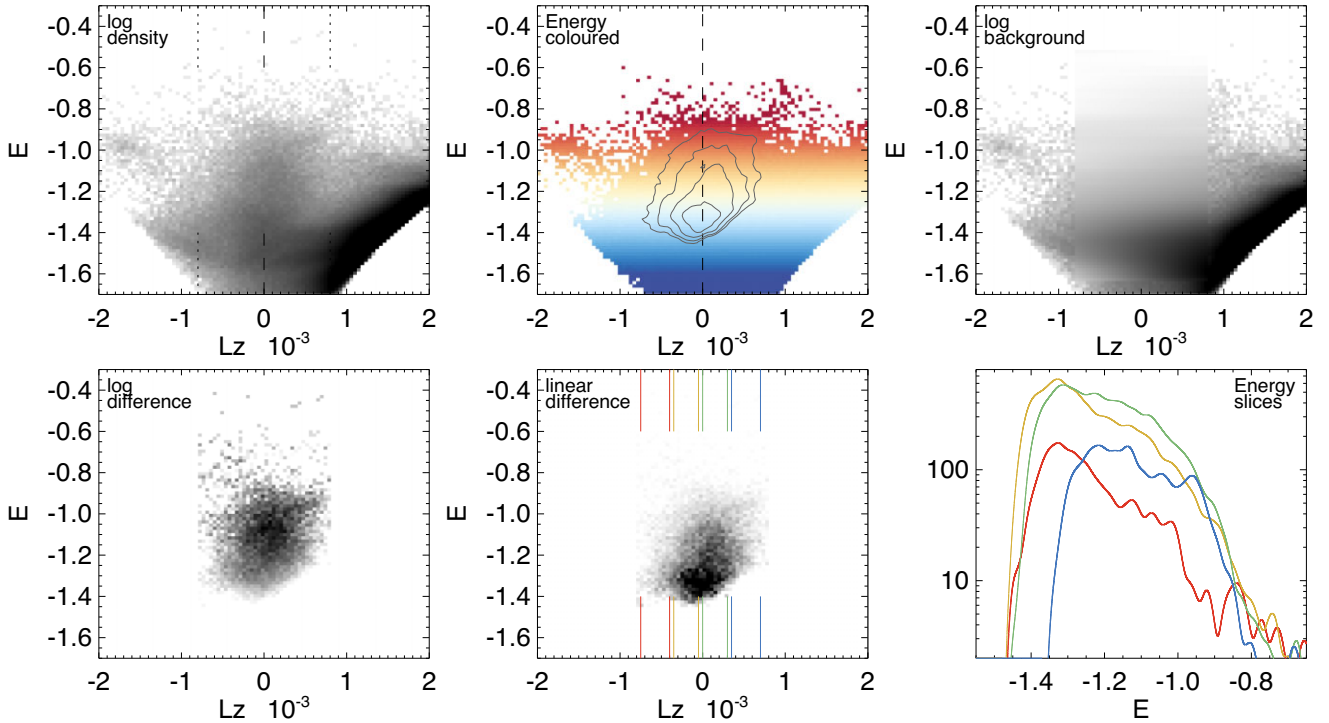 log
density
E
-0.4
-0.6
-0.8
-1.0
-1.2
-1.4
-1.6
-2 -1 0 1 2
Lz 10^-3
Energy
coloured
E
-0.4
-0.6
-0.8
-1.0
-1.2
-1.4
-1.6
-2 -1 0 1 2
Lz 10^-3
log
background
E
-0.4
-0.6
-0.8
-1.0
-1.2
-1.4
-1.6
-2 -1 0 1 2
Lz 10^-3
log
difference
E
-0.4
-0.6
-0.8
-1.0
-1.2
-1.4
-1.6
-2 -1 0 1 2
Lz 10^-3
linear
difference
E
-0.4
-0.6
-0.8
-1.0
-1.2
-1.4
-1.6
-2 -1 0 1 2
Lz 10^-3
Energy
slices
100
10
-1.4 -1.2 -1.0 -0.8
E